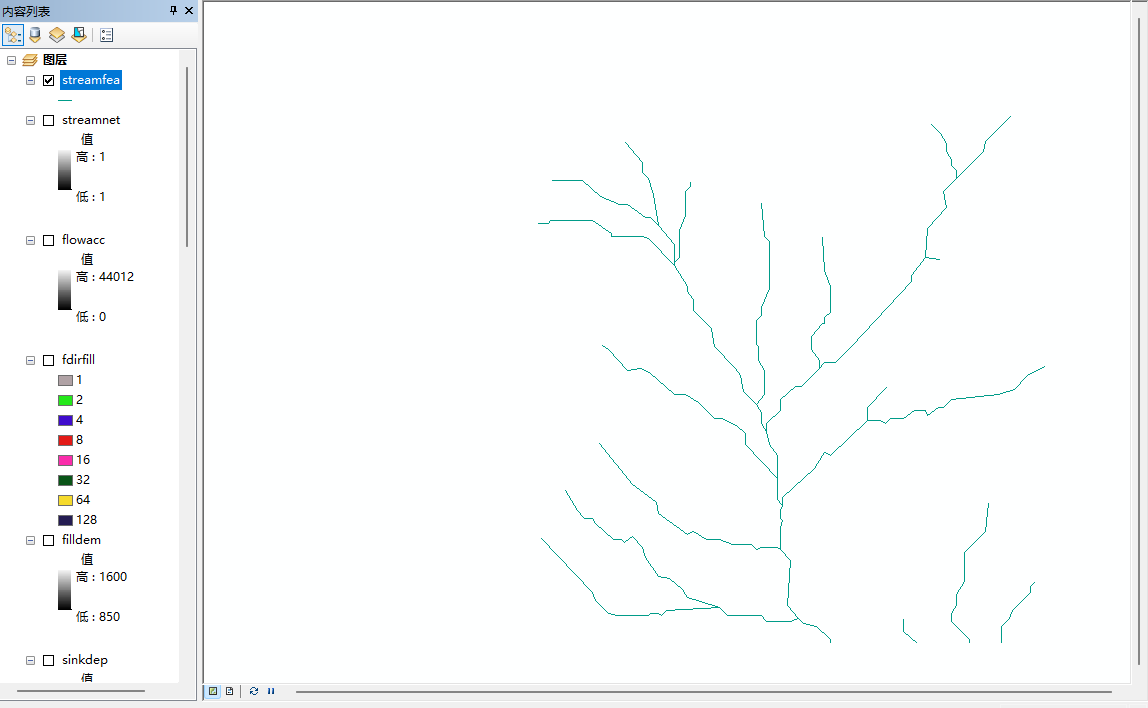 内容列表
图层
streamfea
streamnet
值
高 : 1
低 : 1
flowacc
值
高 : 44012
低 : 0
fdirfill
1
2
4
8
16
32
64
128
filldem
值
高 : 1600
低 : 850
sinkdep
值